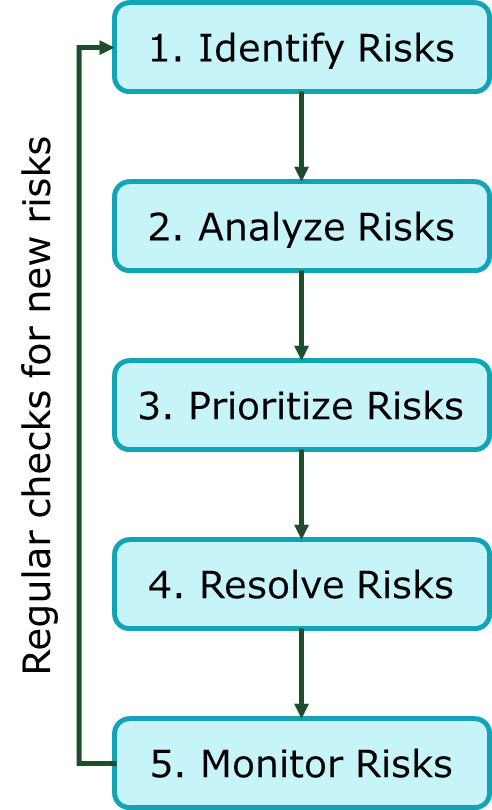 1. Identify Risks
2. Analyze Risks
3. Prioritize Risks
4. Resolve Risks
5. Monitor Risks
Regular checks for new risks